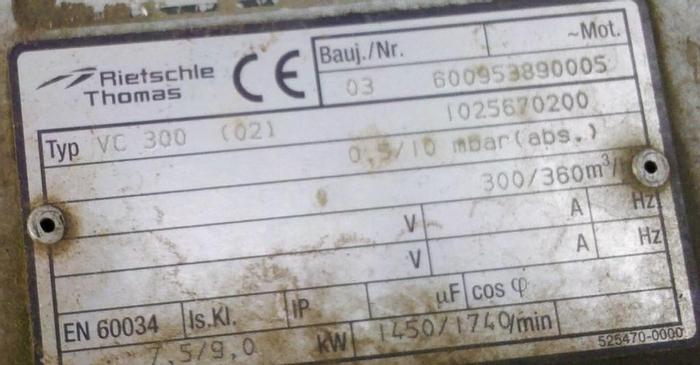 Rietschle
Thomas
CE
Bauj./Nr. ~Mot.
03 600953890005
Typ VC 300 (02) 1025670200
0,5/10 mbar(abs.)
300/360m³/
V A Hz
V A Hz
EN 60034 Is.Kl. IP µF cos φ
7,5/9,0 kW 1450/1740/min
525470-0000